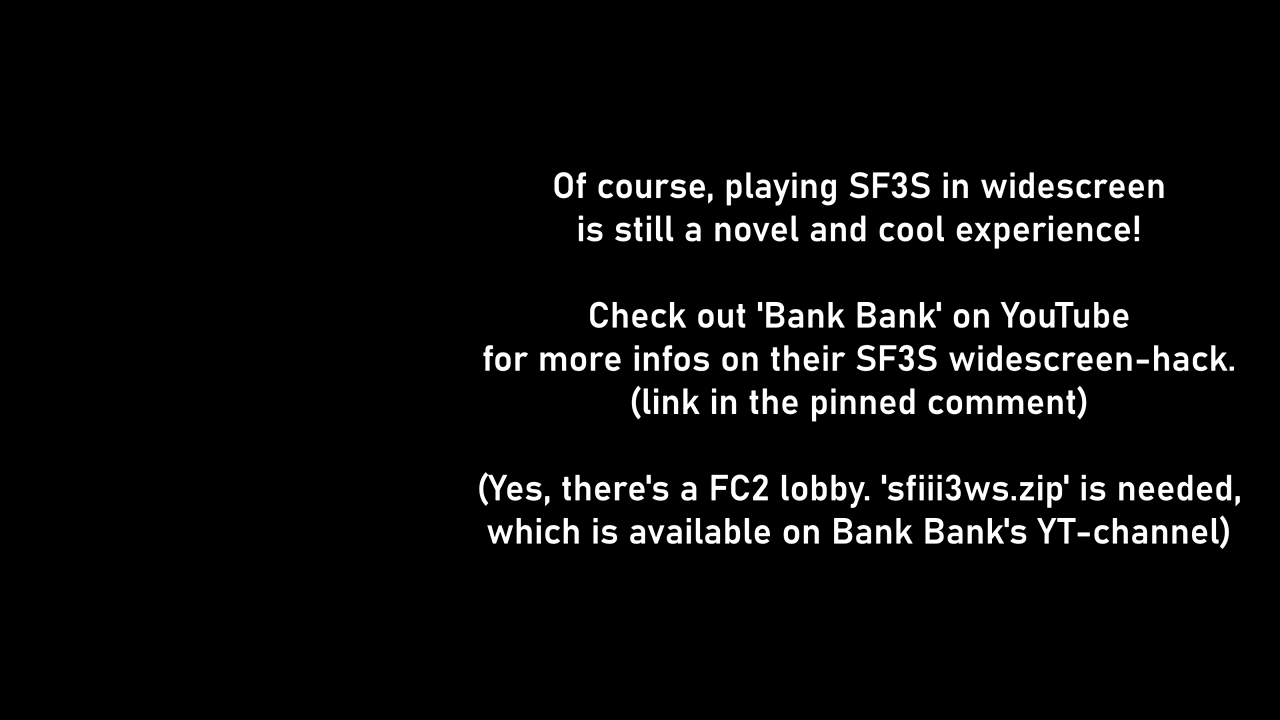 Of course, playing SF3S in widescreen
is still a novel and cool experience!
Check out 'Bank Bank' on YouTube
for more infos on their SF3S widescreen-hack.
(link in the pinned comment)
(Yes, there's a FC2 lobby. 'sfiii3ws.zip' is needed,
which is available on Bank Bank's YT-channel)